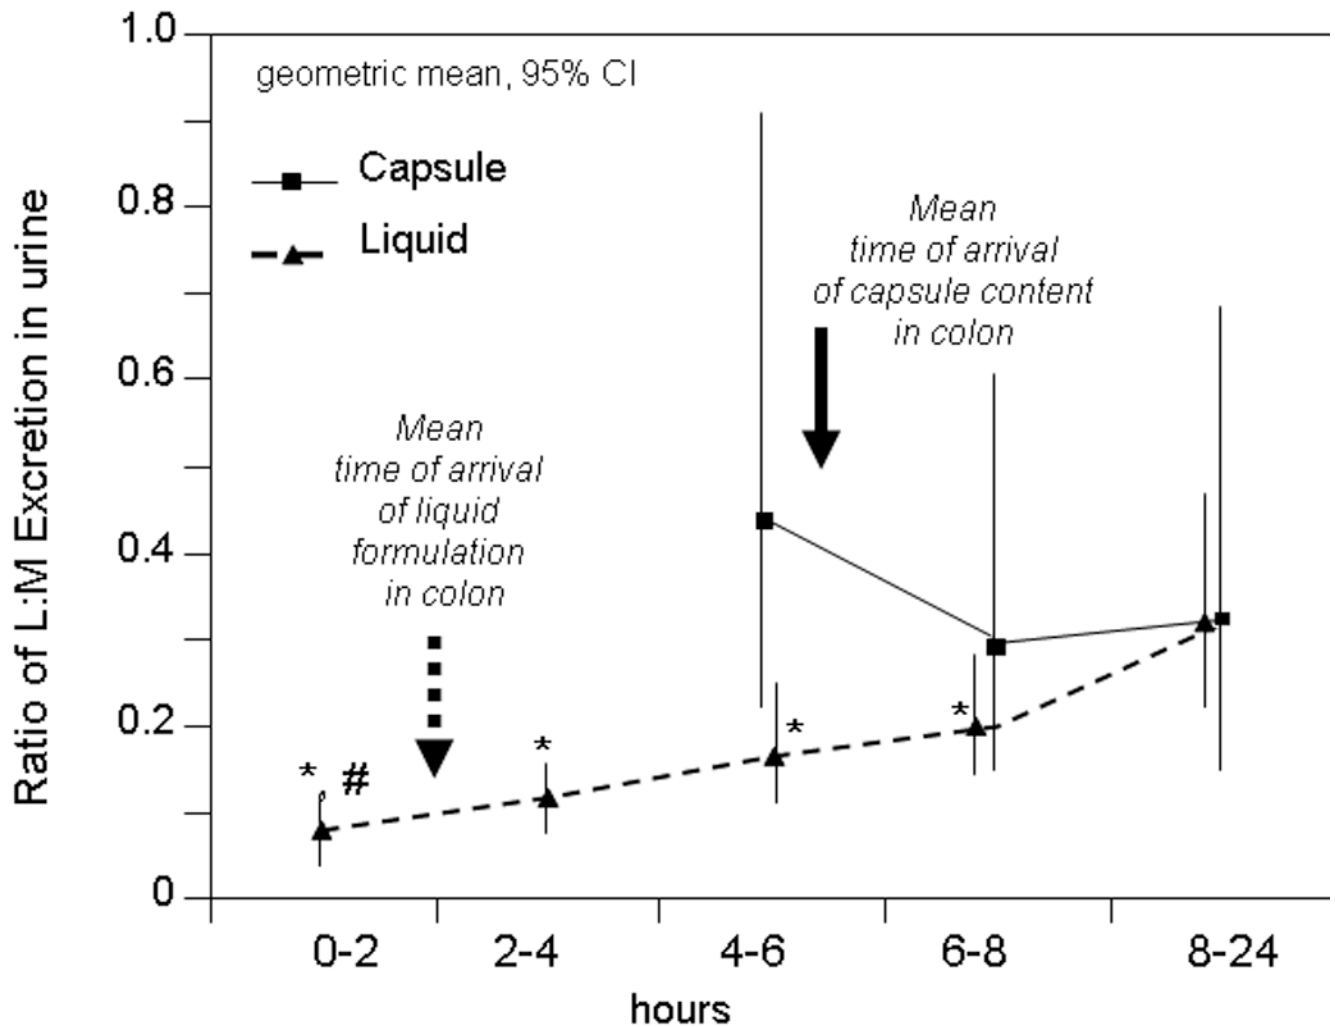 1.0
geometric mean, 95% CI
Capsule
0.8
Liquid
Mean
time of arrival
of capsule content
in colon
0.6
Mean
time of arrival
of liquid
formulation
in colon
0.4
0.2
*
*
*
* #
0
Ratio of L:M Excretion in urine
0-2 2-4 4-6 6-8 8-24
hours